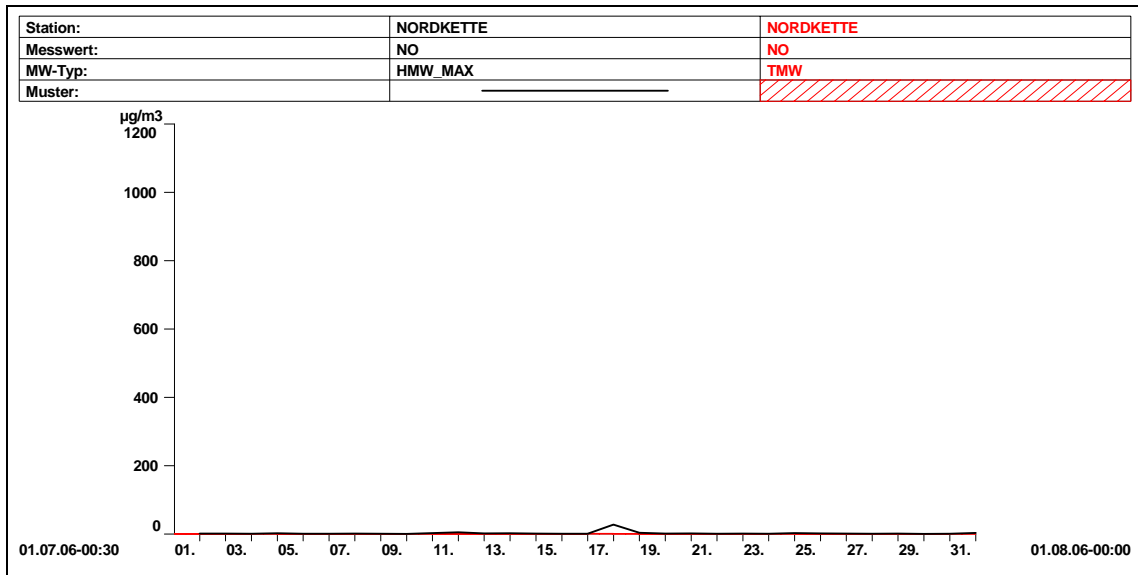 Station: NORDKETTE NORDKETTE
Messwert: NO NO
MW-Typ: HMW_MAX TMW
Muster:
µg/m3
1200
1000
800
600
400
200
0
01.07.06-00:30 01. 03. 05. 07. 09. 11. 13. 15. 17. 19. 21. 23. 25. 27. 29. 31. 01.08.06-00:00